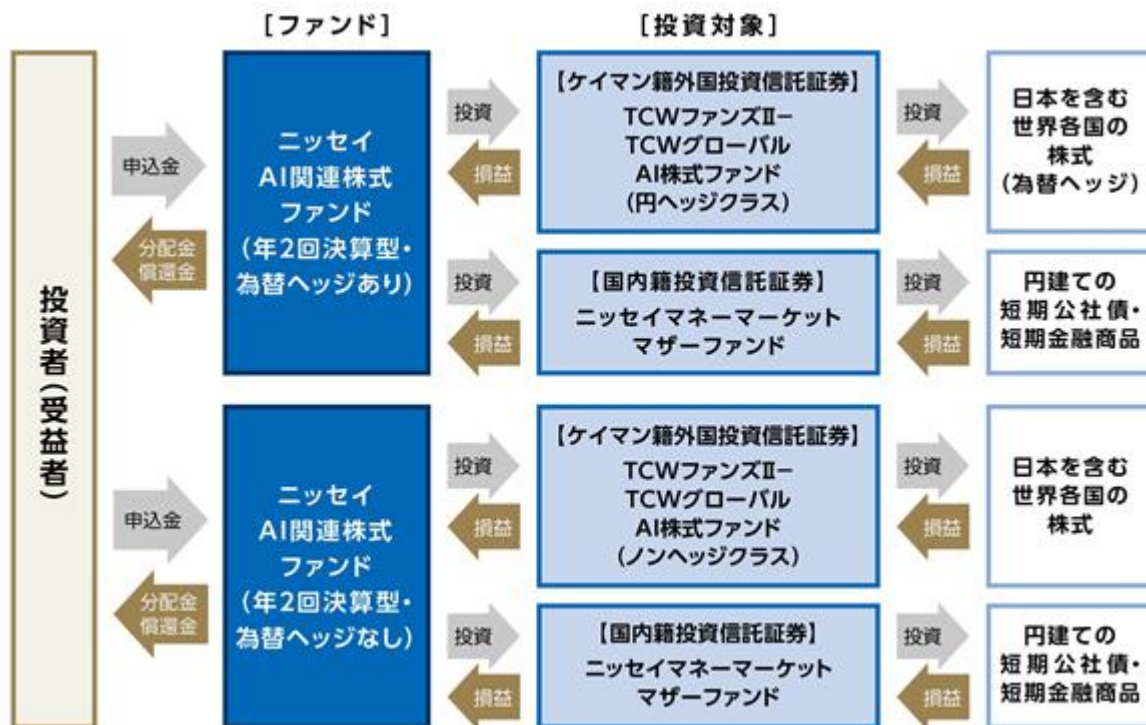 [ファンド]
[投資対象]
投資者(受益者)
申込金
分配金
償還金
ニッセイ
AI関連株式
ファンド
(年2回決算型・
為替ヘッジあり)
投資
損益
【ケイマン籍外国投資信託証券】
TCWファンズⅡ−
TCWグローバル
AI株式ファンド
(円ヘッジクラス)
投資
損益
日本を含む
世界各国の
株式
(為替ヘッジ)
投資
損益
【国内籍投資信託証券】
ニッセイマネーマーケット
マザーファンド
投資
損益
円建ての
短期公社債・
短期金融商品
申込金
分配金
償還金
ニッセイ
AI関連株式
ファンド
(年2回決算型・
為替ヘッジなし)
投資
損益
【ケイマン籍外国投資信託証券】
TCWファンズⅡ−
TCWグローバル
AI株式ファンド
(ノンヘッジクラス)
投資
損益
日本を含む
世界各国の
株式
投資
損益
【国内籍投資信託証券】
ニッセイマネーマーケット
マザーファンド
投資
損益
円建ての
短期公社債・
短期金融商品